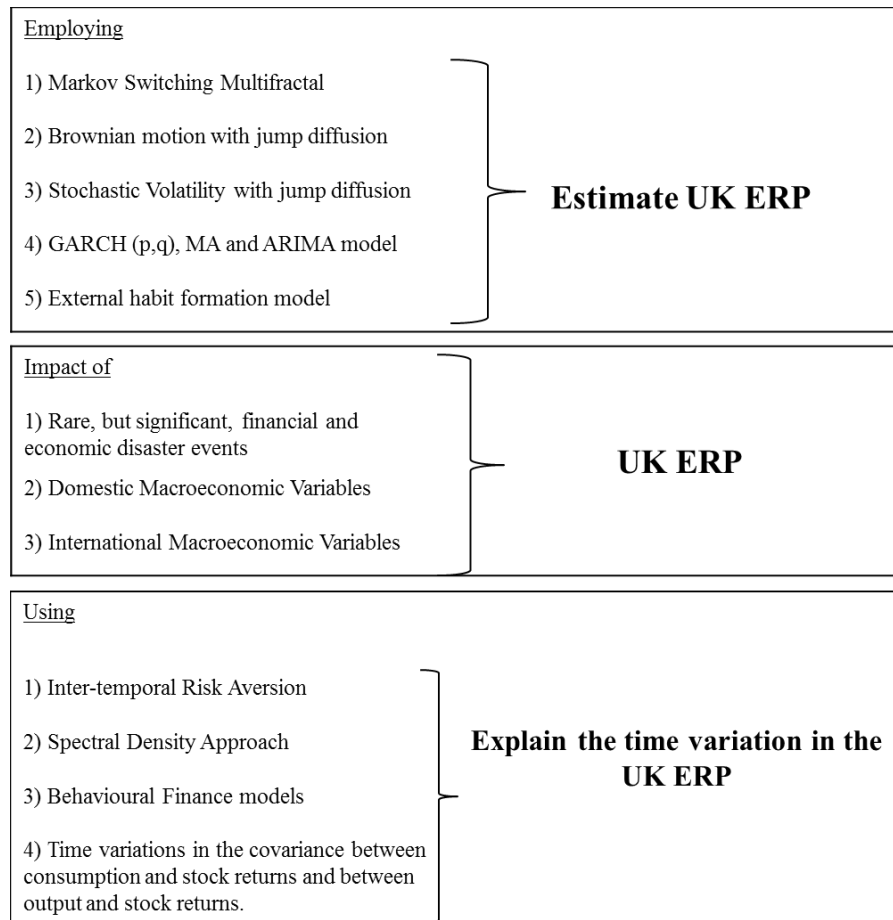 Employing
1) Markov Switching Multifractal
2) Brownian motion with jump diffusion
3) Stochastic Volatility with jump diffusion
4) GARCH (p,q), MA and ARIMA model
5) External habit formation model
Estimate UK ERP
Impact of
1) Rare, but significant, financial and
economic disaster events
2) Domestic Macroeconomic Variables
3) International Macroeconomic Variables
UK ERP
Using
1) Inter-temporal Risk Aversion
2) Spectral Density Approach
3) Behavioural Finance models
4) Time variations in the covariance between
consumption and stock returns and between
output and stock returns.
Explain the time variation in the
UK ERP